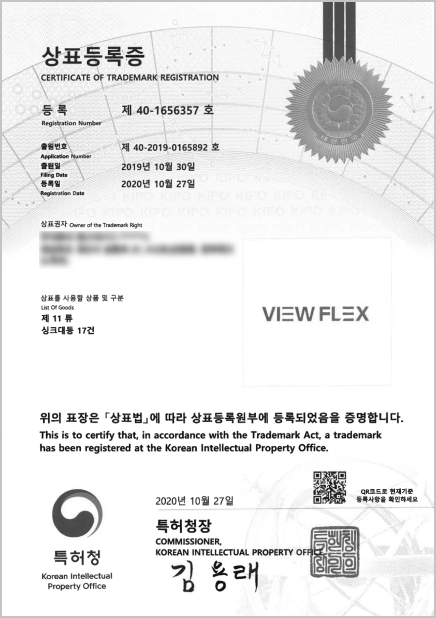 상표등록증
CERTIFICATE OF TRADEMARK REGISTRATION
등 록 제 40-1656357 호
Registration Number
출원번호 제 40-2019-0165892 호
Application Number
출원일 2019년 10월 30일
Filing Date
등록일 2020년 10월 27일
Registration Date
KIPO KIPO KIPO KIPO
상표권자 Owner of the Trademark Right
상표를 사용할 상품 및 구분
List Of Goods
제 11 류
싱크대등 17건
VIEW FLEX
위의 표장은 「상표법」에 따라 상표등록원부에 등록되었음을 증명합니다.
This is to certify that, in accordance with the Trademark Act, a trademark
has been registered at the Korean Intellectual Property Office.
QR코드로 현재기준
등록사항을 확인하세요
2020년 10월 27일
특허청장
COMMISSIONER,
KOREAN INTELLECTUAL PROPERTY OFFICE
김 용 래
특허청
Korean Intellectual
Property Office